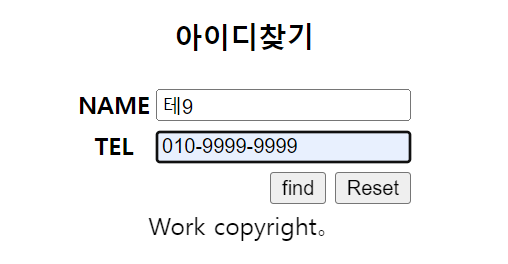 아이디찾기
NAME 테9
TEL 010-9999-9999
find Reset
Work copyright。